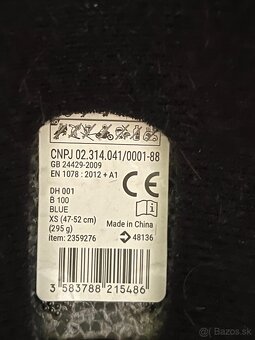 CNPJ 02.314.041/0001-88
GB 24429-2009
EN 1078 : 2012 + A1
CE
DH 001
B 100
BLUE
XS (47-52 cm)
(295 g)
Made in China
item: 2359276
48136
3 583788 215486
bazos.sk